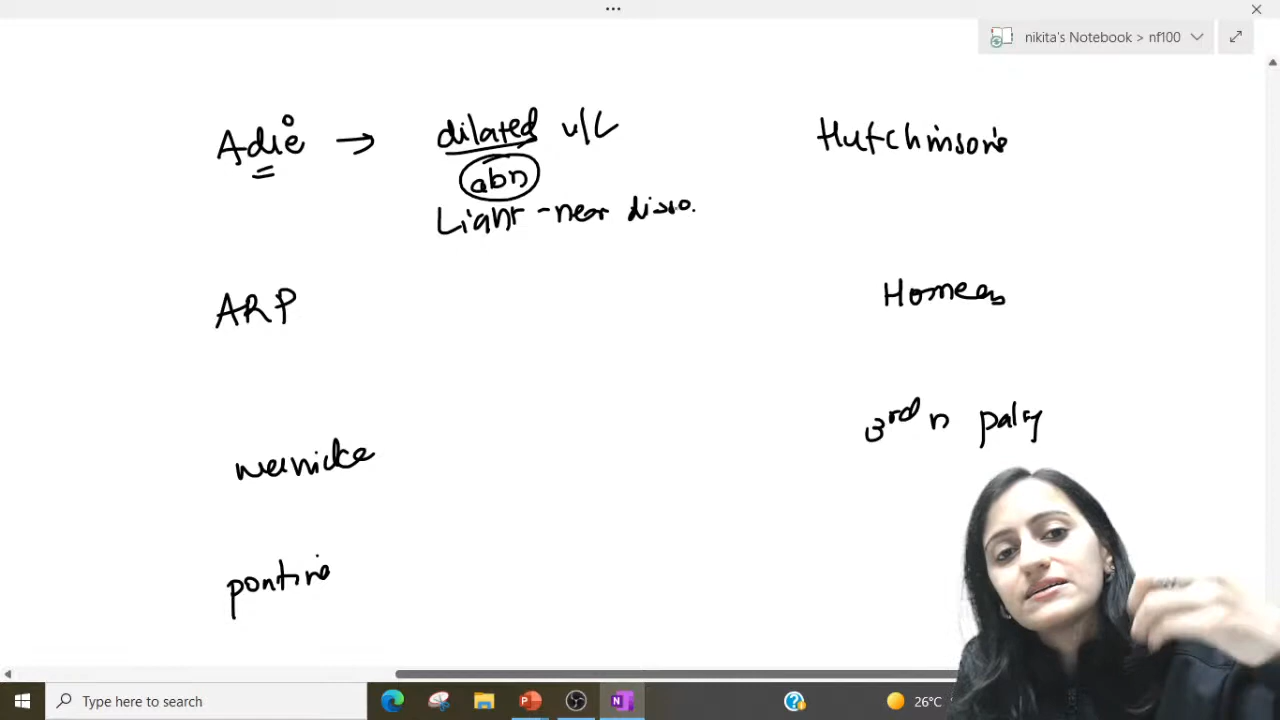 nikita's Notebook > nf100
Adie → dilated u/L
abn
Light - near disso.
Hutchinson's
ARP
Horners
3rd n palsy
wernicke
pontine
Type here to search
26°C